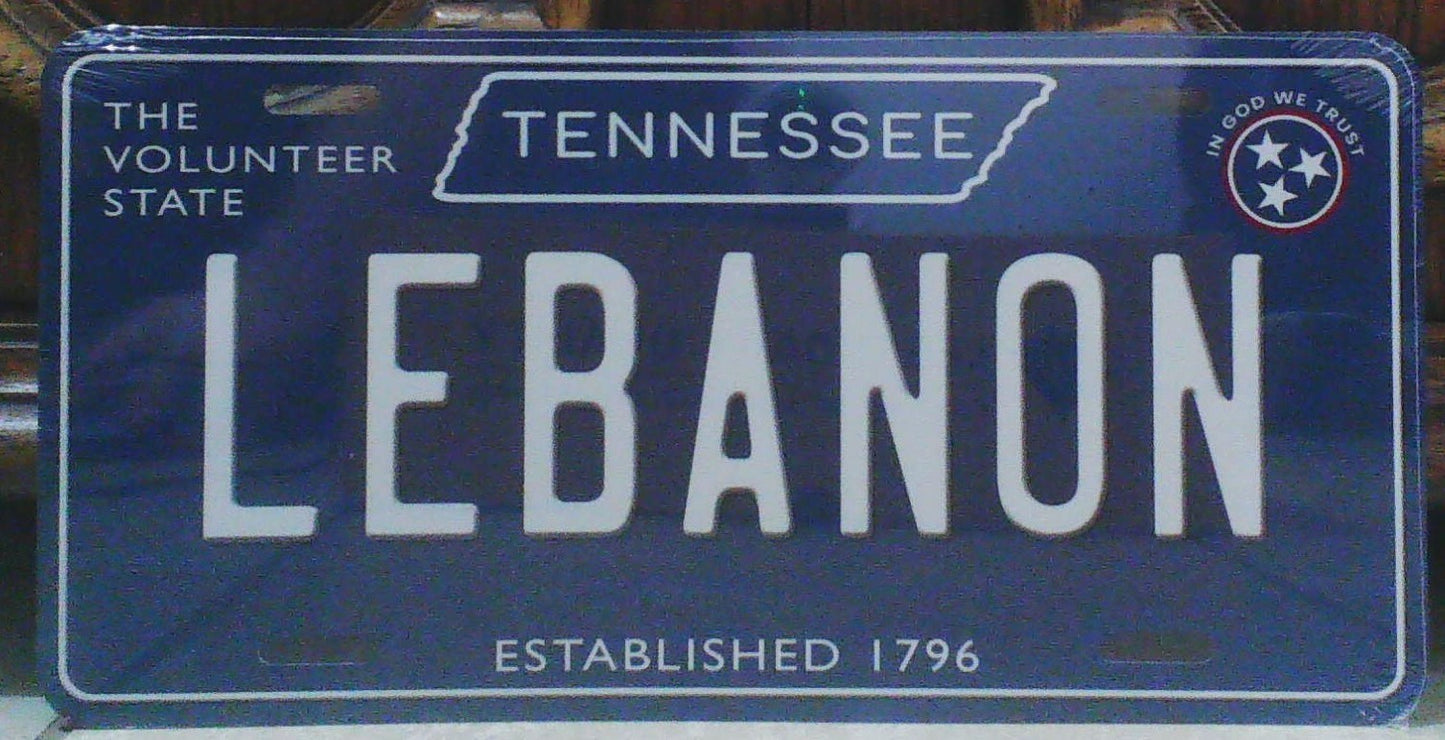 THE
VOLUNTEER
STATE
TENNESSEE
IN GOD WE TRUST
LEBANON
ESTABLISHED 1796